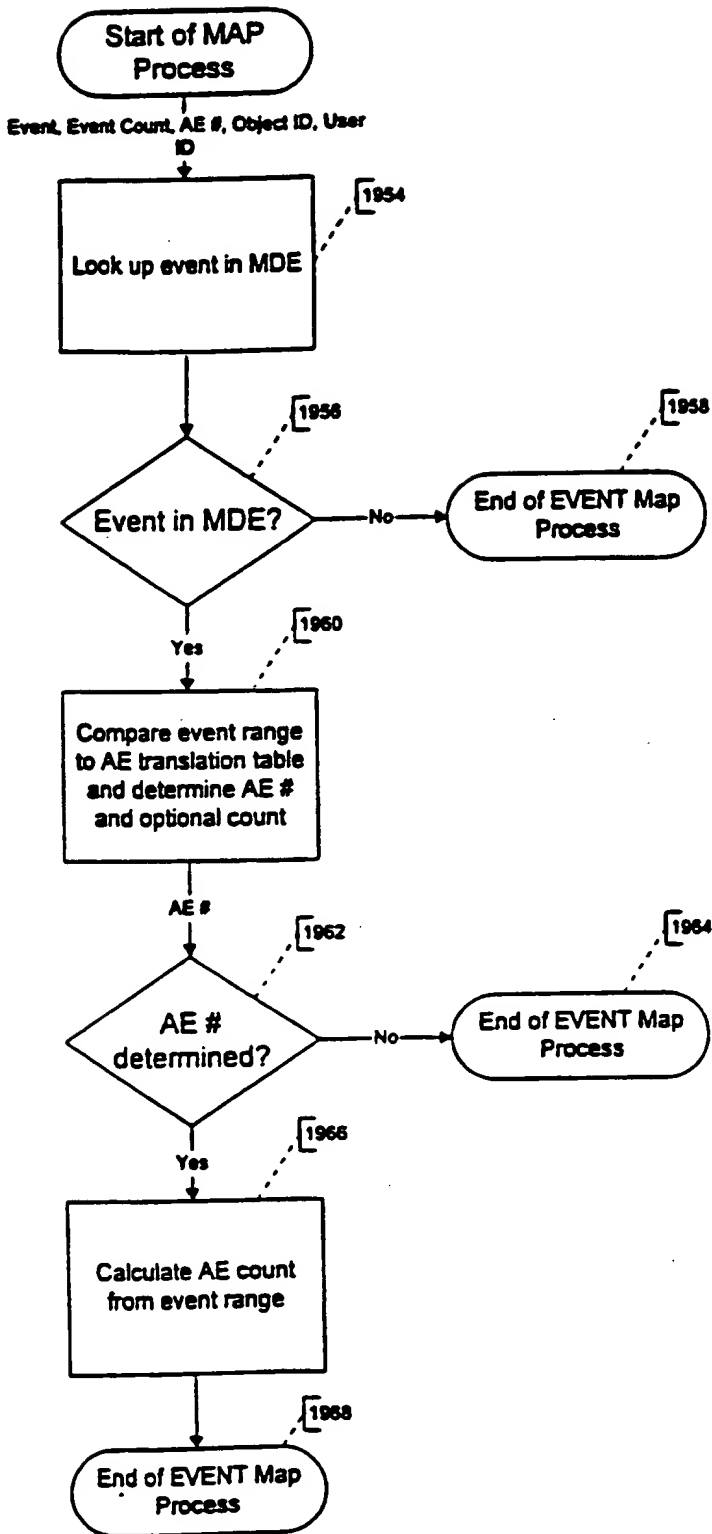 Start of MAP
Process
Event, Event Count, AE #, Object ID, User
ID
1954
Look up event in MDE
1956
1958
Event in MDE?
No
End of EVENT Map
Process
Yes
1960
Compare event range
to AE translation table
and determine AE #
and optional count
AE #
1962
1964
AE #
determined?
No
End of EVENT Map
Process
Yes
1966
Calculate AE count
from event range
1968
End of EVENT Map
Process